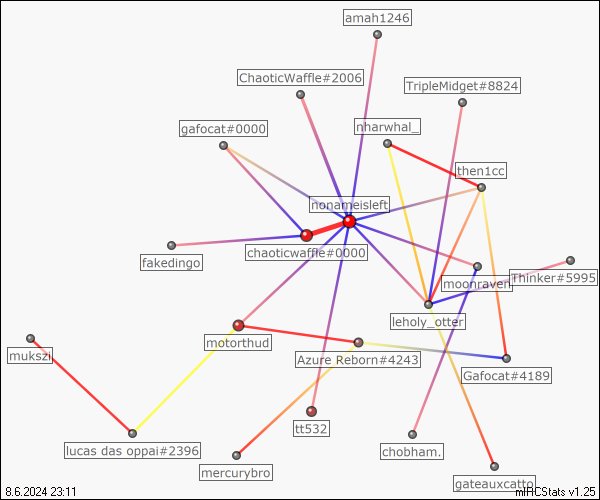 amah1246
ChaoticWaffle#2006
TripleMidget#8824
gafocat#0000
nharwhal_
then1cc
nonameisleft
chaoticwaffle#0000
fakedingo
moonraven
Thinker#5995
leholy_otter
motorthud
mukszi
Azure Reborn#4243
Gafocat#4189
tt532
lucas das oppai#2396
chobham.
mercurybro
gateauxcatto
8.6.2024 23:11
mIRCStats v1.25